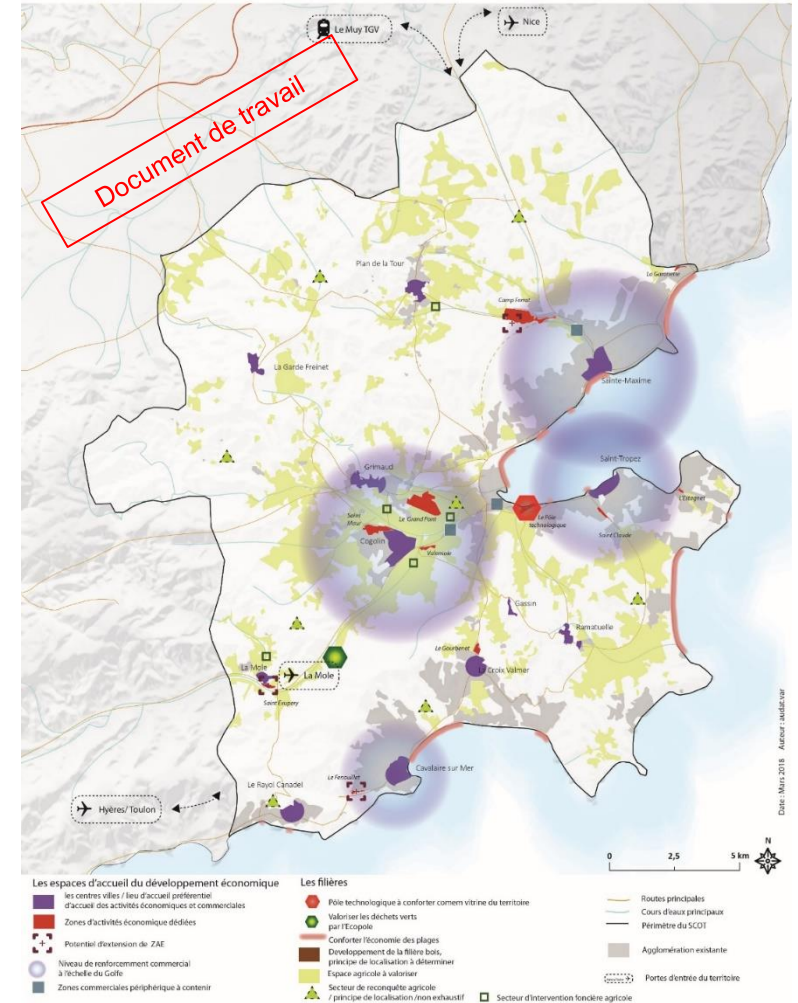 Le Muy TGV
Nice
Document de travail
Plan de la Tour
Camp Ferrat
La Garde Freinet
Sainte-Maxime
Saint-Tropez
Grimaud
Le Grand Pont
Saint Maur
Cogolin
Valensole
Le Pôle
technologique
Saint Claude
L'Estagnet
Gassin
Ramatuelle
Le Gourbenet
La Croix Valmer
La Mole
La Mole
Saint Exupery
Cavalaire sur Mer
Le Fenouillet
Le Rayol Canadel
Hyères/Toulon
Date : Mars 2018 Auteur : audat.var
N
0 2,5 5 km
Les espaces d'accueil du développement économique
les centres villes / lieu d'accueil préférentiel
d'accueil des activités économiques et commerciales
Zones d'activités économique dédiées
Potentiel d'extension de ZAE
Niveau de renforcemment commercial
à l'échelle du Golfe
Zones commerciales périphérique à contenir
Les filières
Pôle technologique à conforter comem vitrine du territoire
Valoriser les déchets verts
par l'Ecopole
Conforter l'économie des plages
Developpement de la filière bois,
principe de localisation à déterminer
Espace agricole à valoriser
Secteur de reconquête agricole
/ principe de localisation /non exhaustif
Secteur d'intervention foncière agricole
Routes principales
Cours d'eaux principaux
Périmètre du SCOT
Agglomération existante
Portes d'entrée du territoire